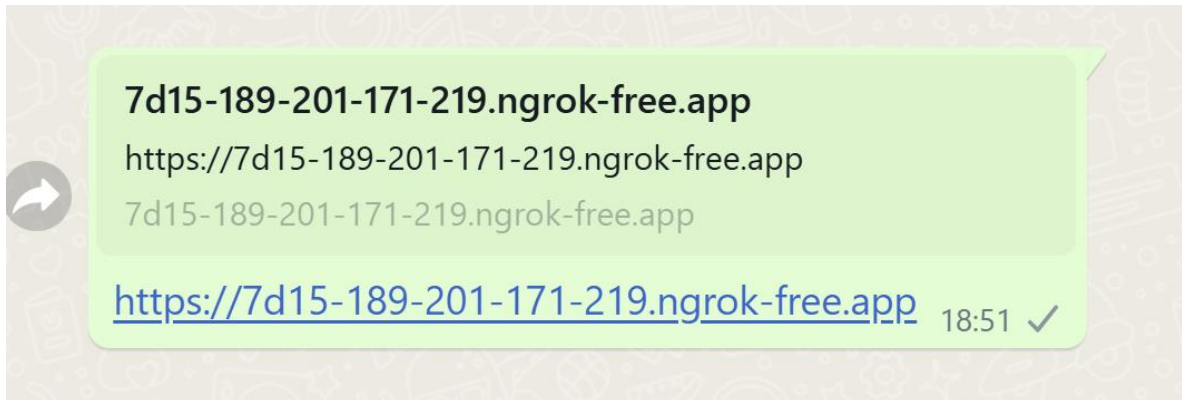 7d15-189-201-171-219.ngrok-free.app
https://7d15-189-201-171-219.ngrok-free.app
7d15-189-201-171-219.ngrok-free.app
https://7d15-189-201-171-219.ngrok-free.app 18:51